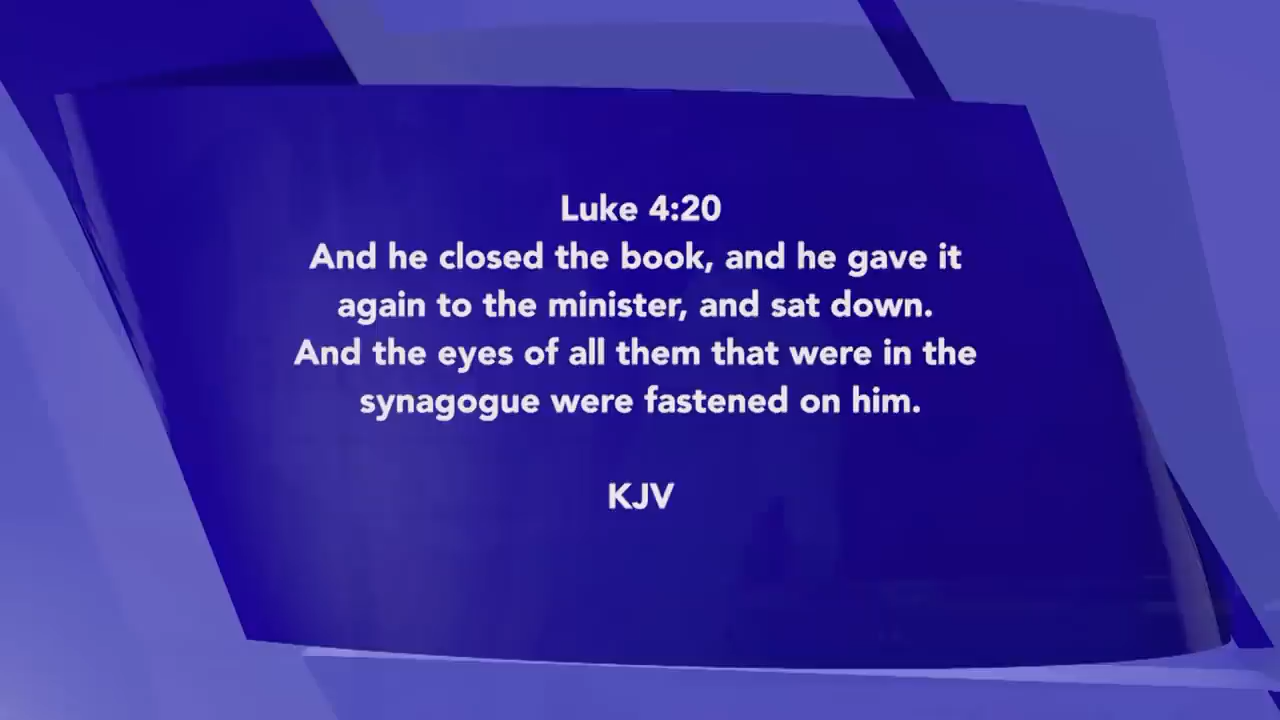 Luke 4:20
And he closed the book, and he gave it
again to the minister, and sat down.
And the eyes of all them that were in the
synagogue were fastened on him.
KJV